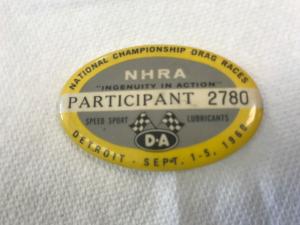 NATIONAL CHAMPIONSHIP DRAG RACES
NHRA
"INGENUITY IN ACTION"
PARTICIPANT 2780
SPEED SPORT LUBRICANTS
D-A
DETROIT - SEPT. 1-5, 1960